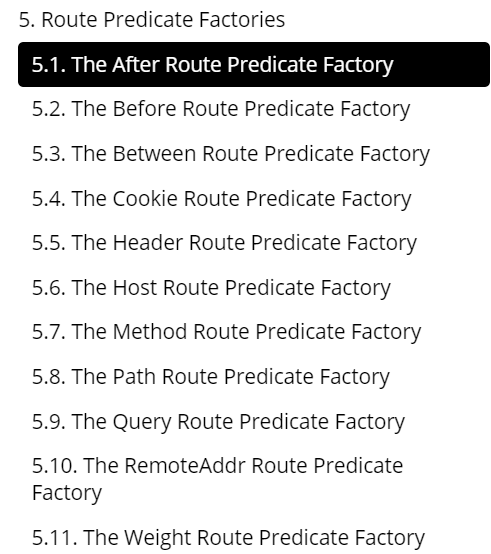 5. Route Predicate Factories
5.1. The After Route Predicate Factory
5.2. The Before Route Predicate Factory
5.3. The Between Route Predicate Factory
5.4. The Cookie Route Predicate Factory
5.5. The Header Route Predicate Factory
5.6. The Host Route Predicate Factory
5.7. The Method Route Predicate Factory
5.8. The Path Route Predicate Factory
5.9. The Query Route Predicate Factory
5.10. The RemoteAddr Route Predicate
Factory
5.11. The Weight Route Predicate Factory